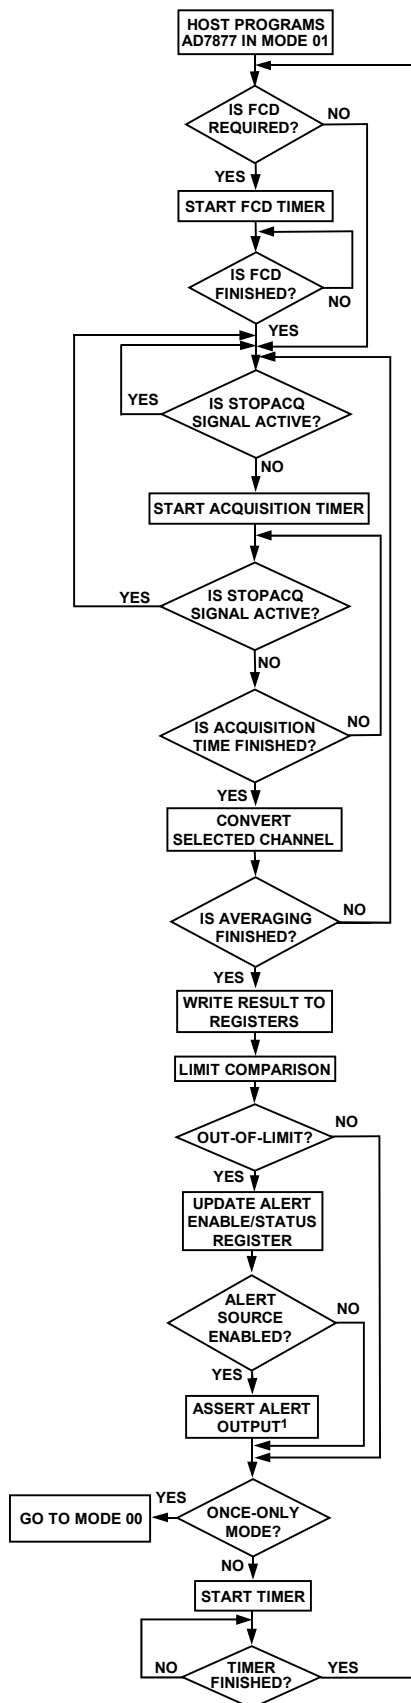 HOST PROGRAMS
AD7877 IN MODE 01
IS FCD
REQUIRED?
NO
YES
START FCD TIMER
IS FCD
FINISHED?
NO
YES
YES
IS STOPACQ
SIGNAL ACTIVE?
NO
START ACQUISITION TIMER
YES
IS STOPACQ
SIGNAL ACTIVE?
NO
IS ACQUISITION
TIME FINISHED?
NO
YES
CONVERT
SELECTED CHANNEL
IS AVERAGING
FINISHED?
NO
YES
WRITE RESULT TO
REGISTERS
LIMIT COMPARISON
OUT-OF-LIMIT?
NO
YES
UPDATE ALERT
ENABLE/STATUS
REGISTER
ALERT
SOURCE
ENABLED?
NO
YES
ASSERT ALERT
OUTPUT1
YES
GO TO MODE 00
ONCE-ONLY
MODE?
NO
START TIMER
NO
TIMER
FINISHED?
YES